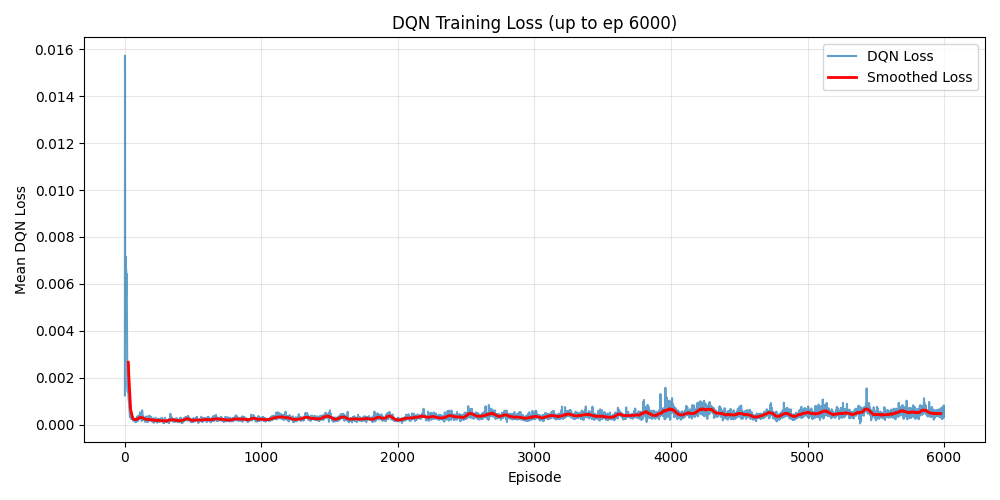 DQN Training Loss (up to ep 6000)
DQN Loss
Smoothed Loss
Mean DQN Loss
0.016
0.014
0.012
0.010
0.008
0.006
0.004
0.002
0.000
0 1000 2000 3000 4000 5000 6000
Episode